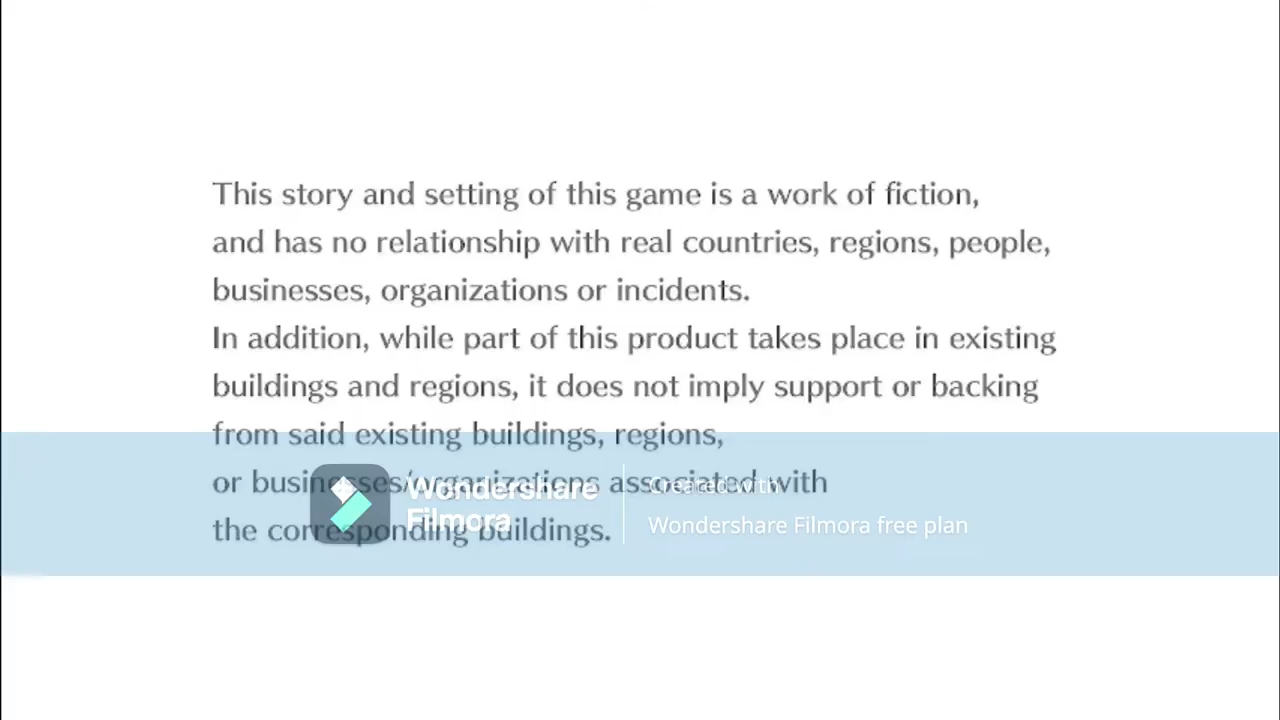 This story and setting of this game is a work of fiction,
and has no relationship with real countries, regions, people,
businesses, organizations or incidents.
In addition, while part of this product takes place in existing
buildings and regions, it does not imply support or backing
from said existing buildings, regions,
or businesses/organizations associated with
the corresponding buildings.
Wondershare
Filmora
Created with
Wondershare Filmora free plan